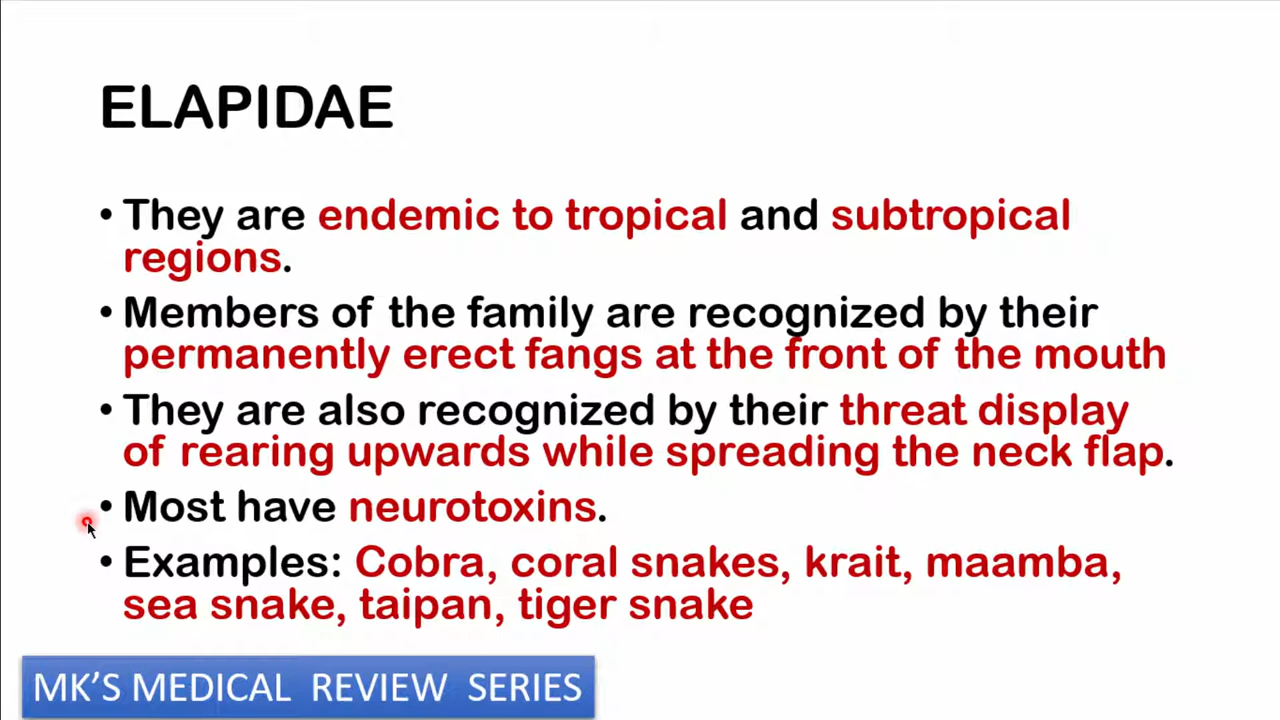 ELAPIDAE
• They are endemic to tropical and subtropical
regions.
• Members of the family are recognized by their
permanently erect fangs at the front of the mouth
• They are also recognized by their threat display
of rearing upwards while spreading the neck flap.
• Most have neurotoxins.
• Examples: Cobra, coral snakes, krait, maamba,
sea snake, taipan, tiger snake
MK'S MEDICAL REVIEW SERIES